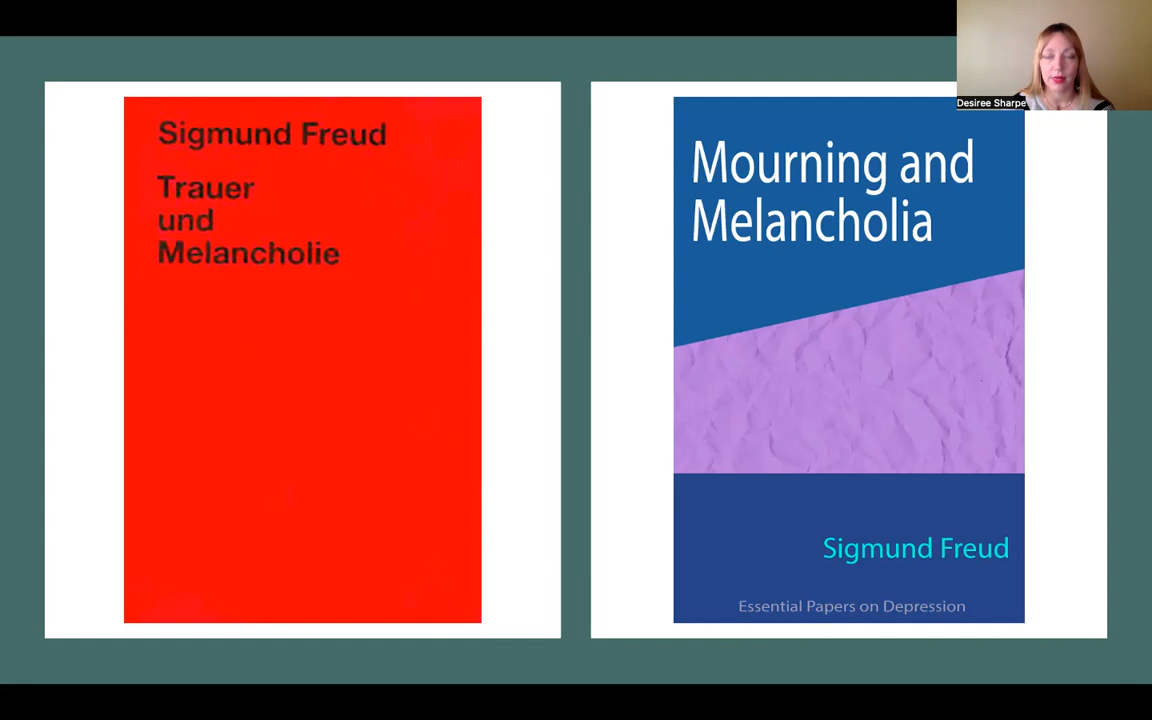 Sigmund Freud
Trauer
und
Melancholie
Mourning and
Melancholia
Sigmund Freud
Essential Papers on Depression
Desiree Sharpe